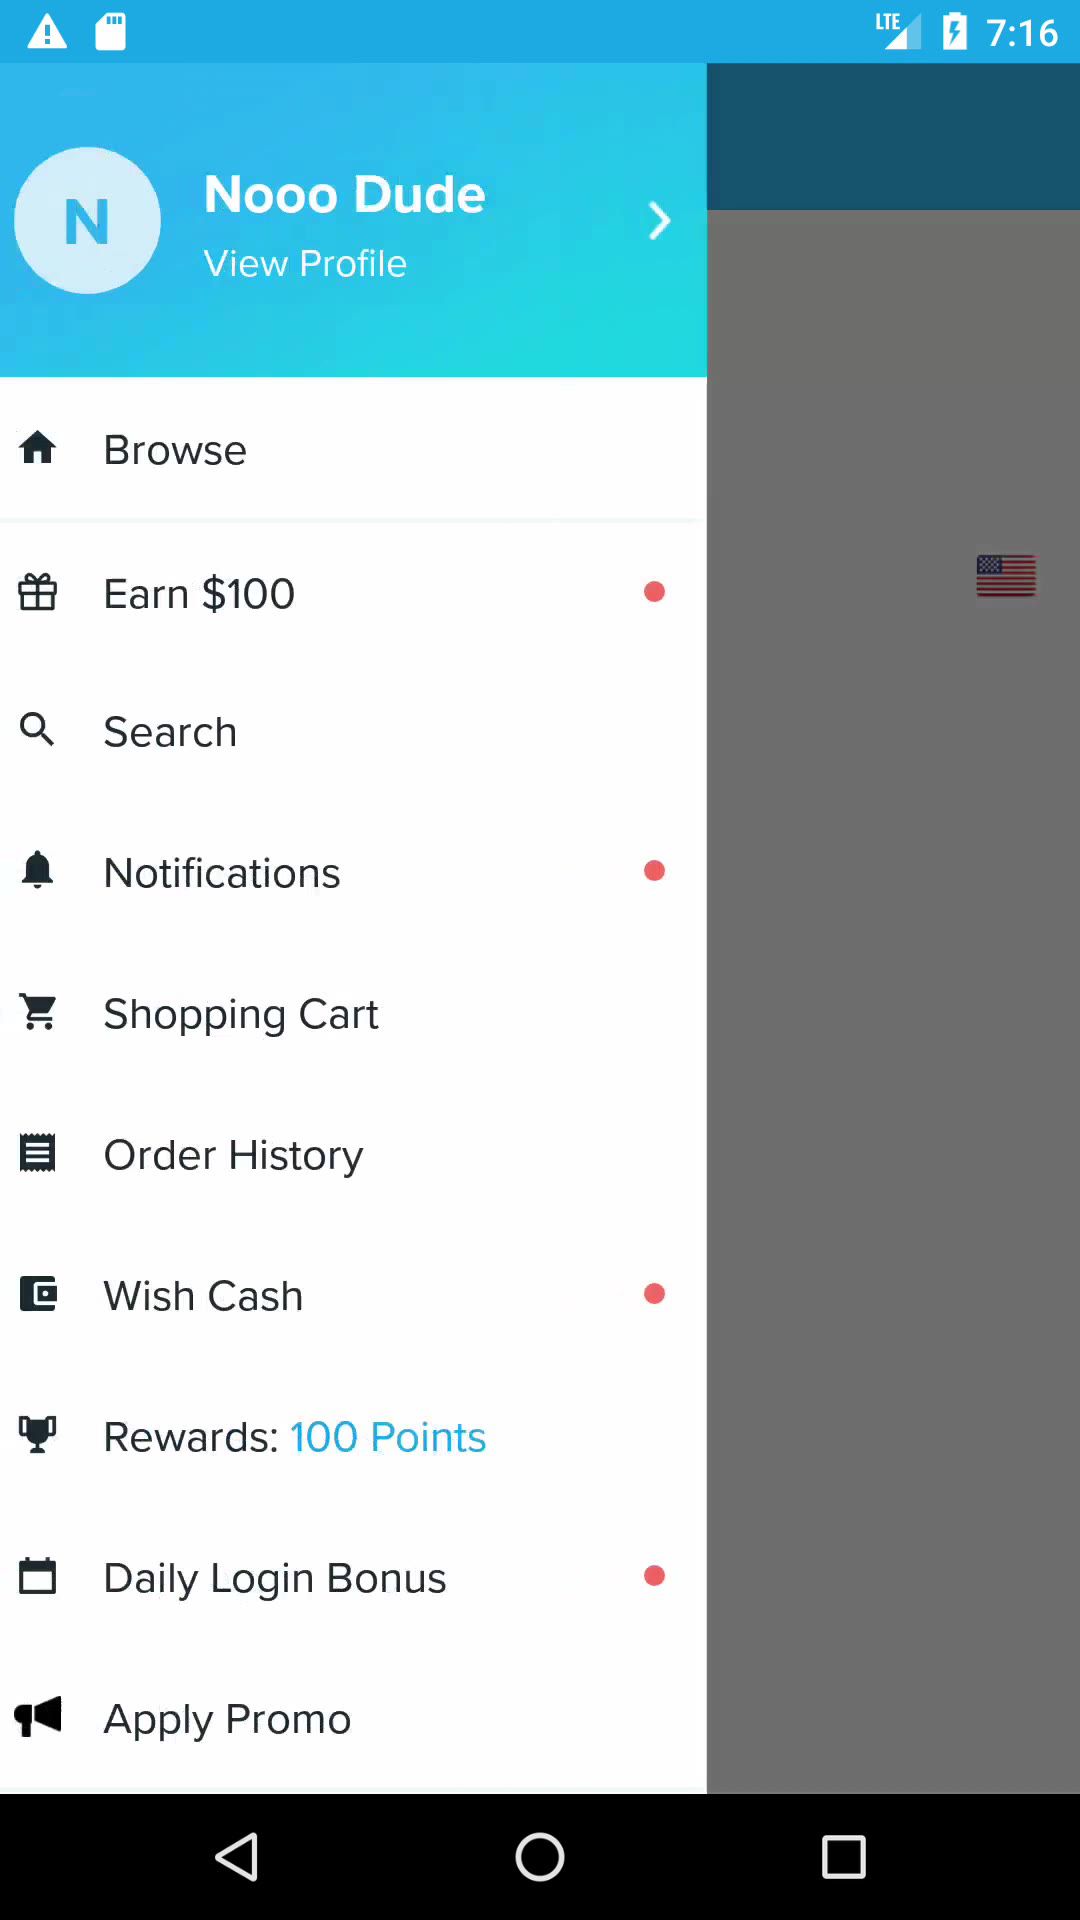 LTE 7:16
N
Nooo Dude
View Profile
Browse
Earn $100
Search
Notifications
Shopping Cart
Order History
Wish Cash
Rewards: 100 Points
Daily Login Bonus
Apply Promo